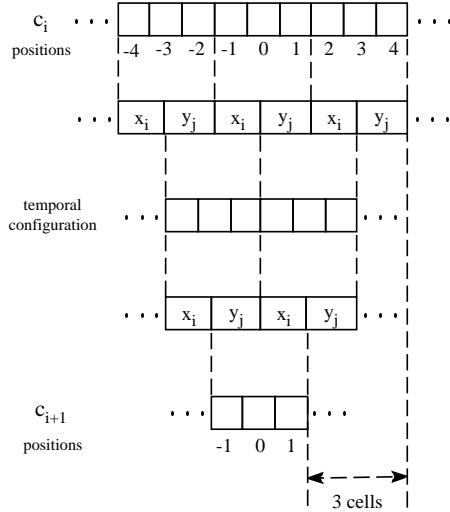 c_i
positions
-4 -3 -2 -1 0 1 2 3 4
x_i y_j x_i y_j x_i y_j
temporal
configuration
x_i y_j x_i y_j
c_{i+1}
positions
-1 0 1
3 cells